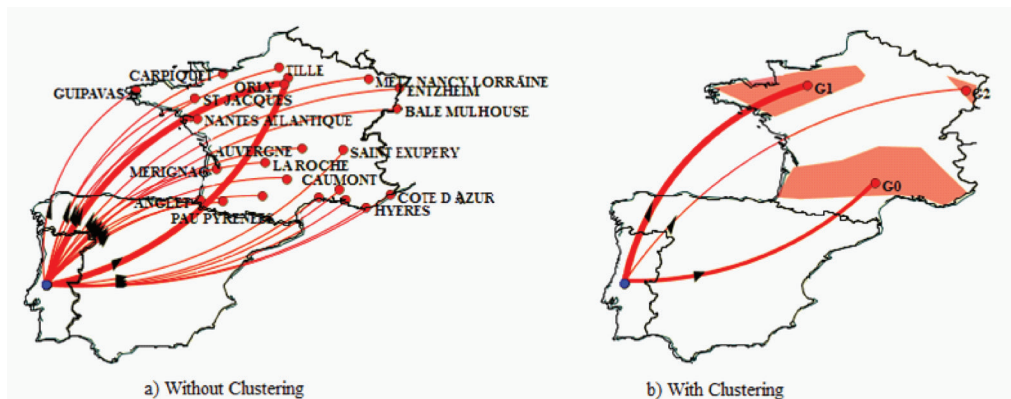 CARPIQUET
TILLE
GUIPAVAS
ORLY
METZ NANCY LORRAINE
ST JACQUES
ENTZHEIM
NANTES ATLANTIQUE
BALE MULHOUSE
AUVERGNE
SAINT EXUPERY
MERIGNAC
LA ROCHE
CAUMONT
ANGLET
COTE D AZUR
PAU PYRENEES
HYERES
a) Without Clustering
G1
G2
G0
b) With Clustering